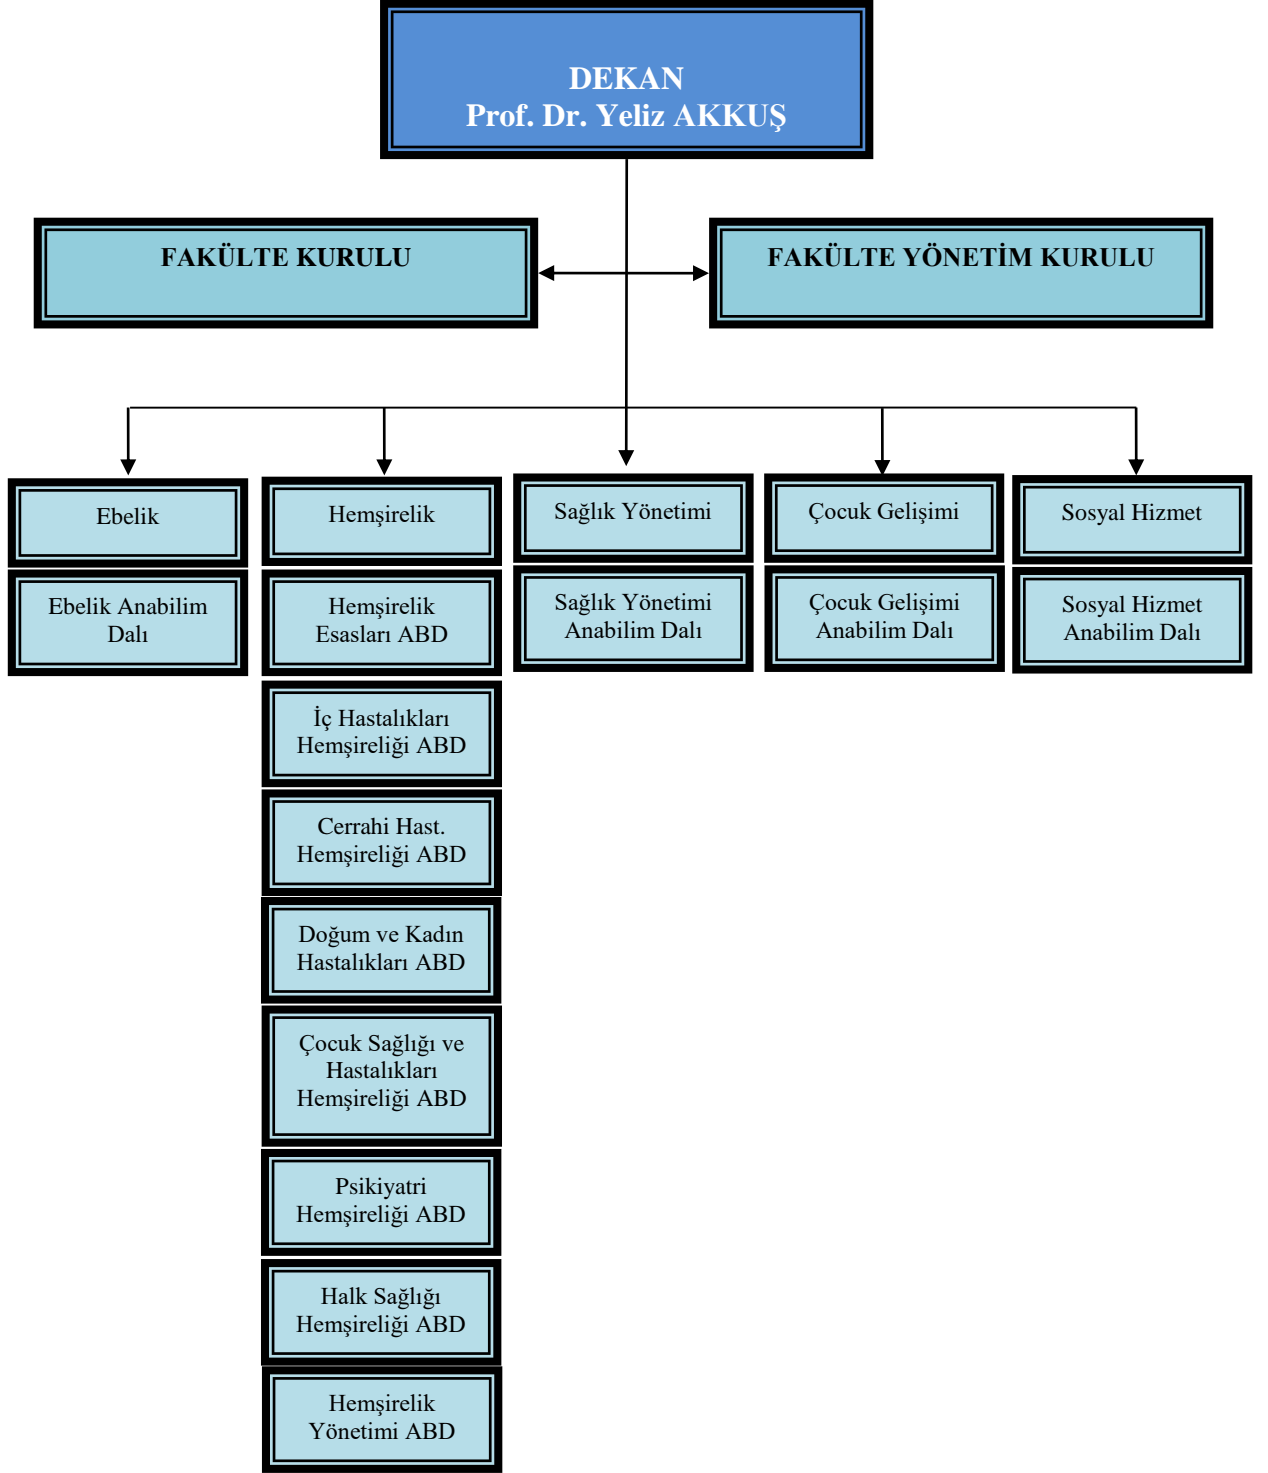 DEKAN
Prof. Dr. Yeliz AKKUŞ
FAKÜLTE KURULU
FAKÜLTE YÖNETİM KURULU
Ebelik
Hemşirelik
Sağlık Yönetimi
Çocuk Gelişimi
Sosyal Hizmet
Ebelik Anabilim
Dalı
Hemşirelik
Esasları ABD
Sağlık Yönetimi
Anabilim Dalı
Çocuk Gelişimi
Anabilim Dalı
Sosyal Hizmet
Anabilim Dalı
İç Hastalıkları
Hemşireliği ABD
Cerrahi Hast.
Hemşireliği ABD
Doğum ve Kadın
Hastalıkları ABD
Çocuk Sağlığı ve
Hastalıkları
Hemşireliği ABD
Psikiyatri
Hemşireliği ABD
Halk Sağlığı
Hemşireliği ABD
Hemşirelik
Yönetimi ABD